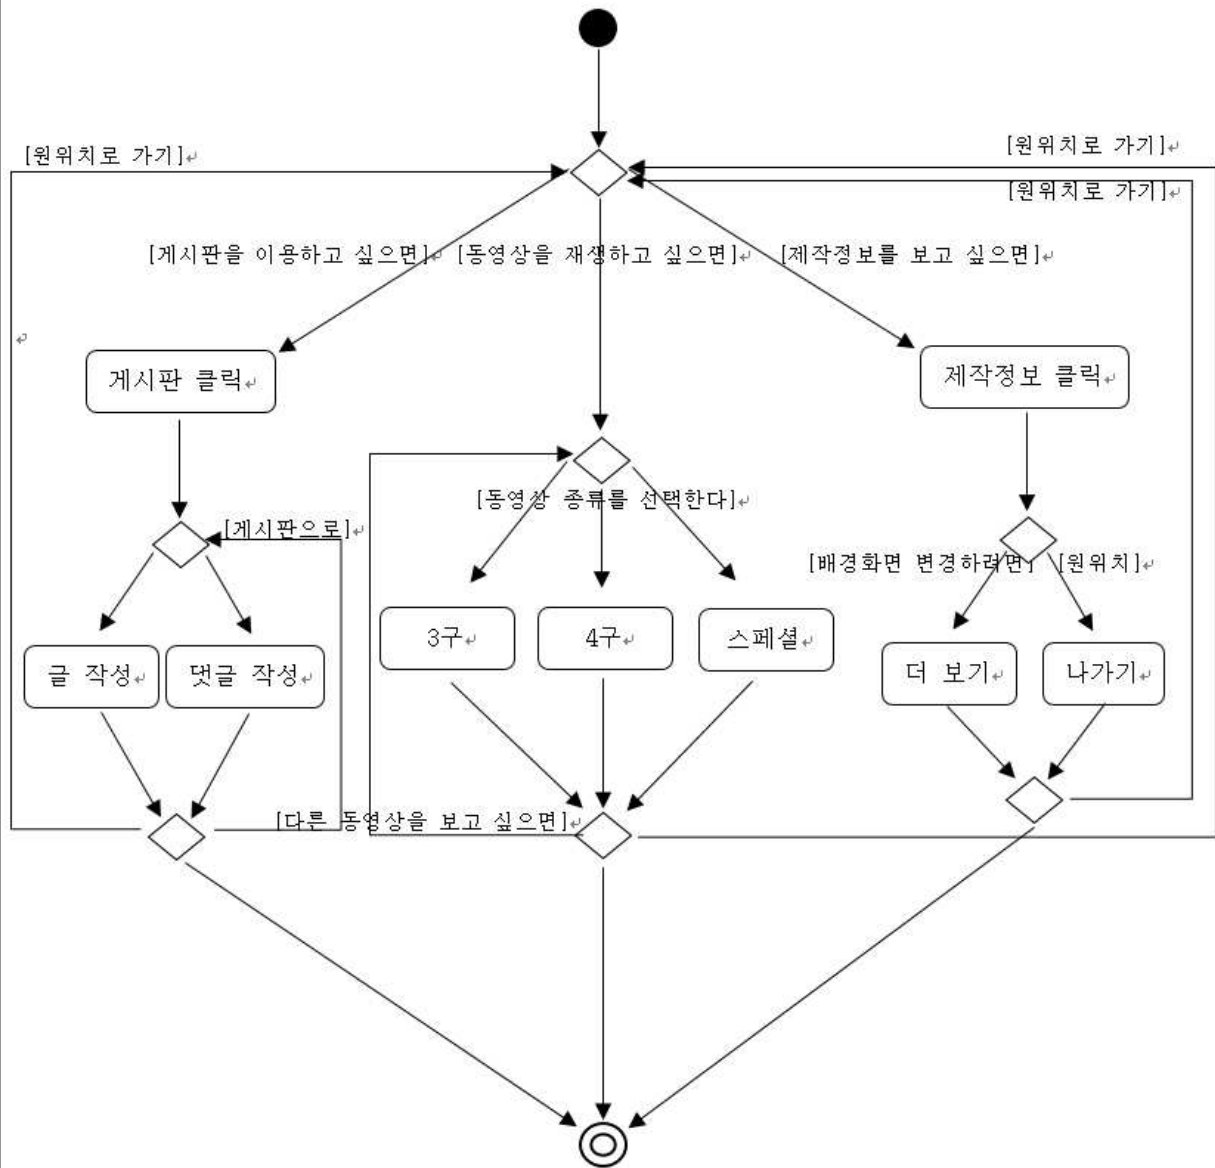 [원위치로 가기]
[원위치로 가기]
[원위치로 가기]
[게시판을 이용하고 싶으면]
[동영상을 재생하고 싶으면]
[제작정보를 보고 싶으면]
게시판 클릭
제작정보 클릭
[동영상 종류를 선택한다]
[게시판으로]
[배경화면 변경하려면]
[원위치]
3구
4구
스페셜
글 작성
댓글 작성
더 보기
나가기
[다른 동영상을 보고 싶으면]